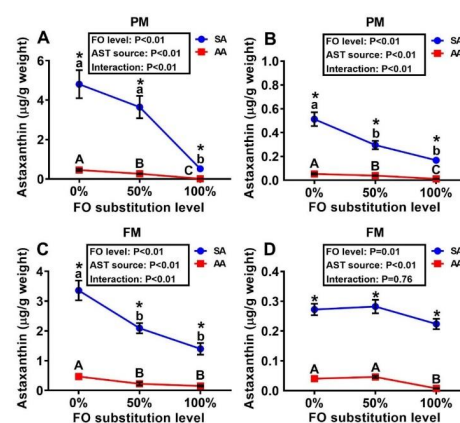 A
PM
FO level: P<0.01
AST source: P<0.01
Interaction: P<0.01
SA
AA
Astaxanthin (μg/g weight)
6
4
2
0
*
a
*
a
*
b
A
B
C
0%
50%
100%
FO substitution level
B
PM
FO level: P<0.01
AST source: P<0.01
Interaction: P<0.01
SA
AA
Astaxanthin (μg/g weight)
1.0
0.8
0.6
0.4
0.2
0.0
*
a
*
b
*
b
A
B
C
0%
50%
100%
FO substitution level
C
FM
FO level: P<0.01
AST source: P<0.01
Interaction: P<0.01
SA
AA
Astaxanthin (μg/g weight)
4
3
2
1
0
*
a
*
b
*
b
A
B
B
0%
50%
100%
FO substitution level
D
FM
FO level: P=0.01
AST source: P<0.01
Interaction: P=0.76
SA
AA
Astaxanthin (μg/g weight)
0.4
0.3
0.2
0.1
0.0
*
*
*
A
A
B
0%
50%
100%
FO substitution level